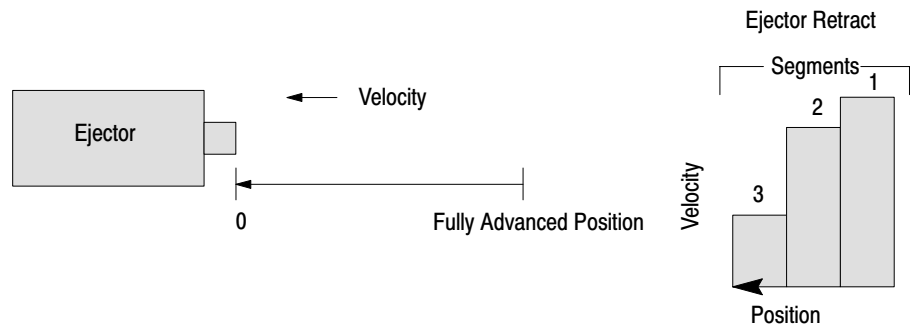 Ejector Retract
Segments
1
2
3
Velocity
Position
Ejector
Velocity
0
Fully Advanced Position